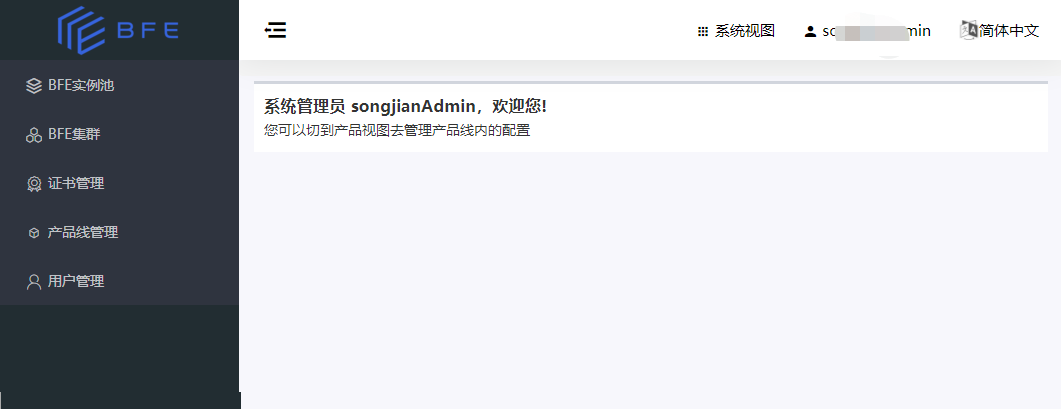 BFE
系统视图
简体中文
BFE实例池
BFE集群
证书管理
产品线管理
用户管理
系统管理员 songjianAdmin，欢迎您!
您可以切到产品视图去管理产品线内的配置